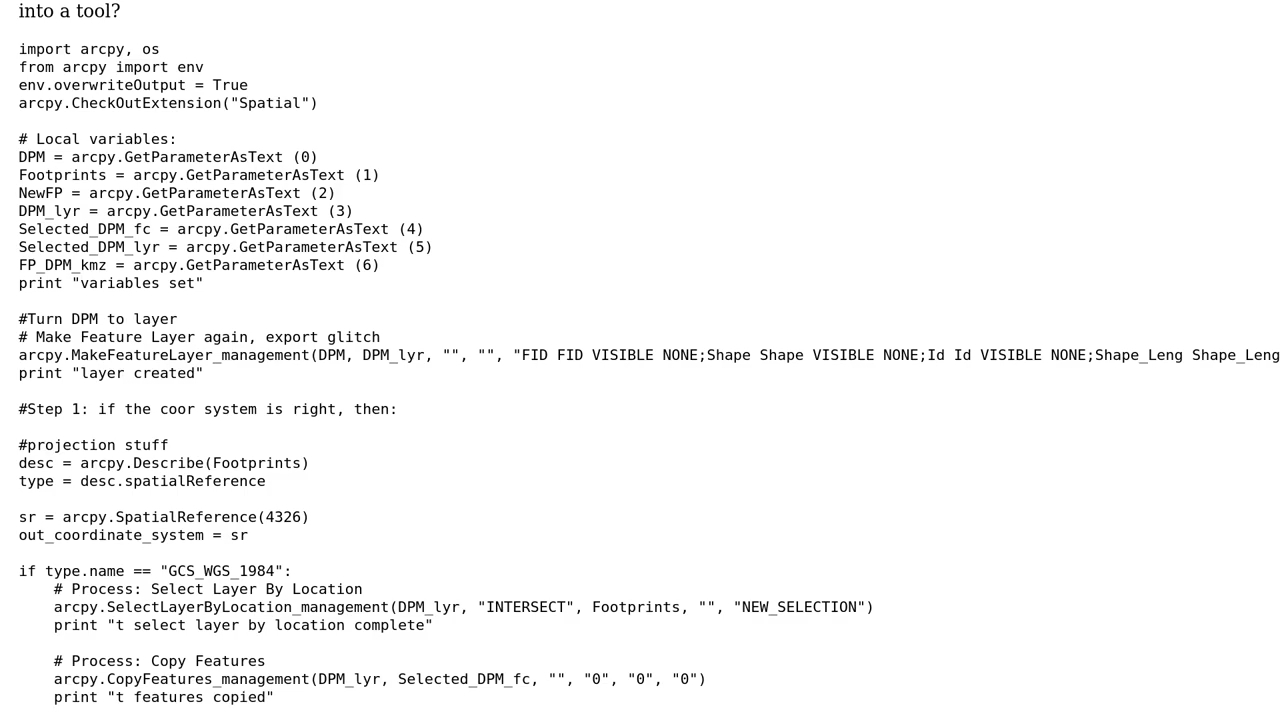 into a tool?
import arcpy, os
from arcpy import env
env.overwriteOutput = True
arcpy.CheckOutExtension("Spatial")
# Local variables:
DPM = arcpy.GetParameterAsText (0)
Footprints = arcpy.GetParameterAsText (1)
NewFP = arcpy.GetParameterAsText (2)
DPM_lyr = arcpy.GetParameterAsText (3)
Selected_DPM_fc = arcpy.GetParameterAsText (4)
Selected_DPM_lyr = arcpy.GetParameterAsText (5)
FP_DPM_kmz = arcpy.GetParameterAsText (6)
print "variables set"
#Turn DPM to layer
# Make Feature Layer again, export glitch
arcpy.MakeFeatureLayer_management(DPM, DPM_lyr, "", "", "FID FID VISIBLE NONE;Shape Shape VISIBLE NONE;Id Id VISIBLE NONE;Shape_Leng Shape_Leng
print "layer created"
#Step 1: if the coor system is right, then:
#projection stuff
desc = arcpy.Describe(Footprints)
type = desc.spatialReference
sr = arcpy.SpatialReference(4326)
out_coordinate_system = sr
if type.name == "GCS_WGS_1984":
    # Process: Select Layer By Location
    arcpy.SelectLayerByLocation_management(DPM_lyr, "INTERSECT", Footprints, "", "NEW_SELECTION")
    print "t select layer by location complete"
    # Process: Copy Features
    arcpy.CopyFeatures_management(DPM_lyr, Selected_DPM_fc, "", "0", "0", "0")
    print "t features copied"